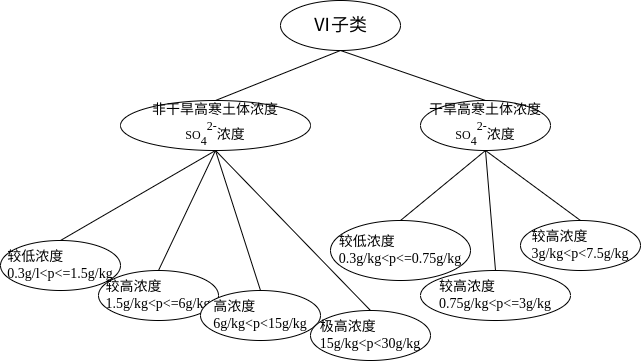 VI子类
非干旱高寒土体浓度
SO4^2-浓度
干旱高寒土体浓度
SO4^2-浓度
较低浓度
0.3g/l<p<=1.5g/kg
较高浓度
1.5g/kg<p<=6g/kg
高浓度
6g/kg<p<15g/kg
极高浓度
15g/kg<p<30g/kg
较低浓度
0.3g/kg<p<=0.75g/kg
较高浓度
0.75g/kg<p<=3g/kg
较高浓度
3g/kg<p<7.5g/kg